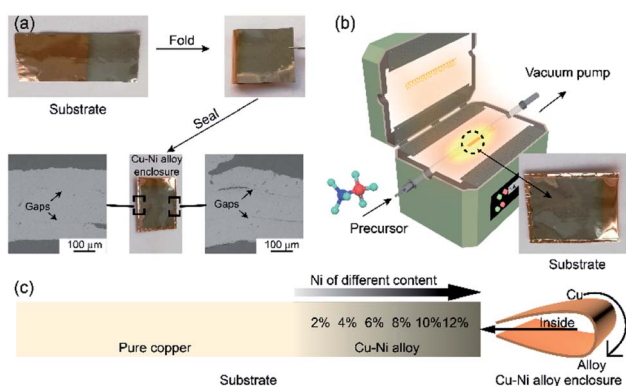 (a)
Fold
Substrate
Seal
Cu-Ni alloy
enclosure
Gaps
Gaps
100 μm
100 μm
(b)
Vacuum pump
Precursor
Substrate
(c)
Ni of different content
2% 4% 6% 8% 10% 12%
Pure copper
Cu-Ni alloy
Substrate
Cu
Inside
Alloy
Cu-Ni alloy enclosure